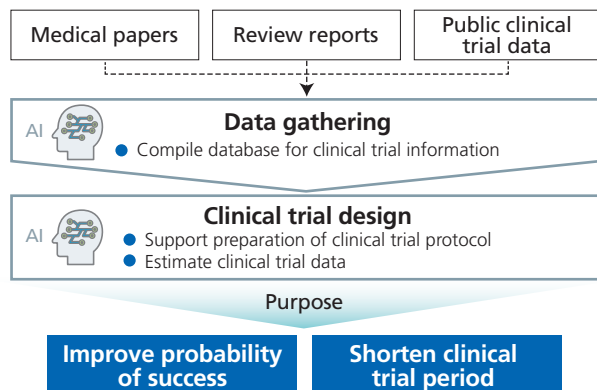 Medical papers
Review reports
Public clinical
trial data
AI
Data gathering
Compile database for clinical trial information
AI
Clinical trial design
Support preparation of clinical trial protocol
Estimate clinical trial data
Purpose
Improve probability
of success
Shorten clinical
trial period